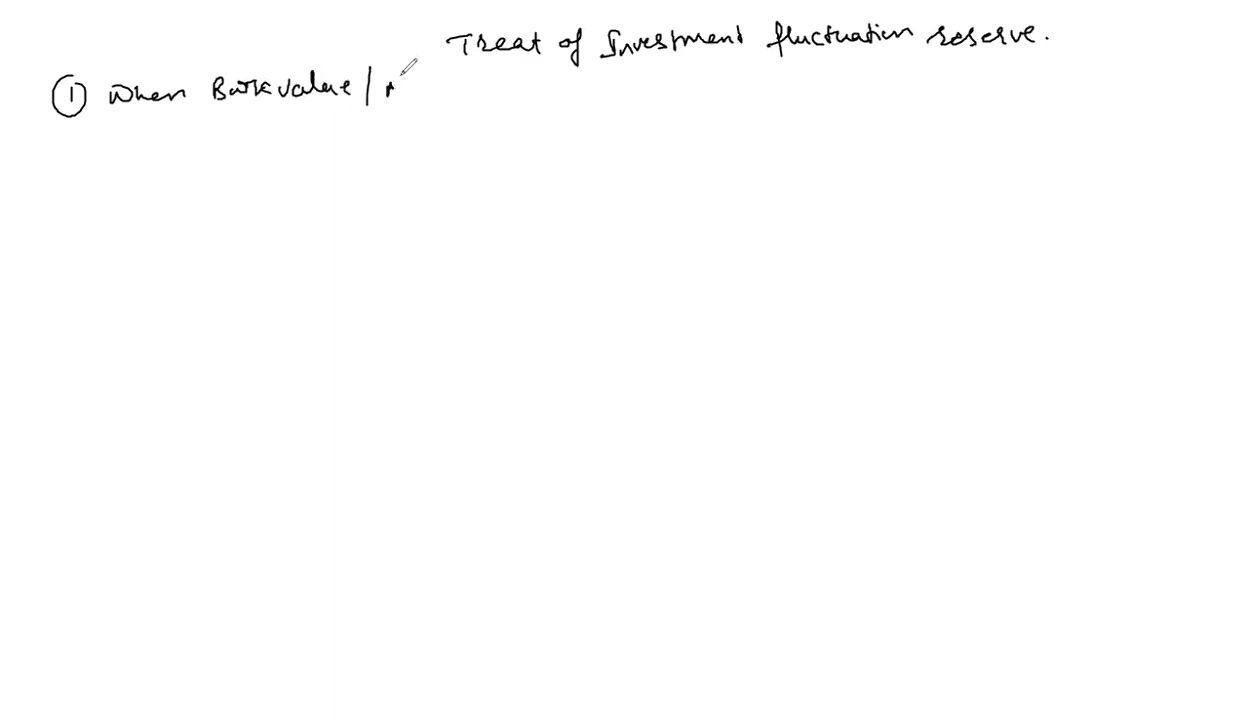 Treat of Investment fluctuation reserve.
① When Book value /